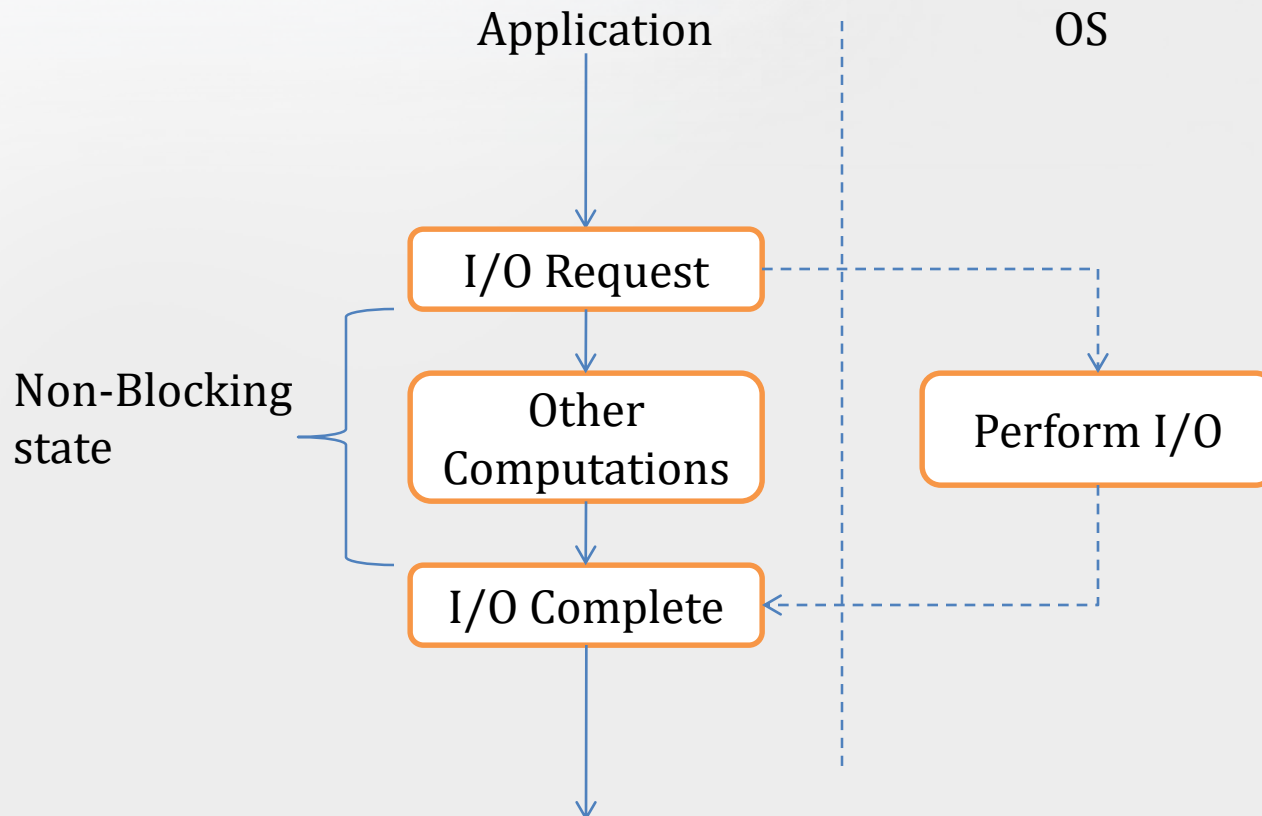 Application
OS
I/O Request
Non-Blocking
state
Other
Computations
Perform I/O
I/O Complete